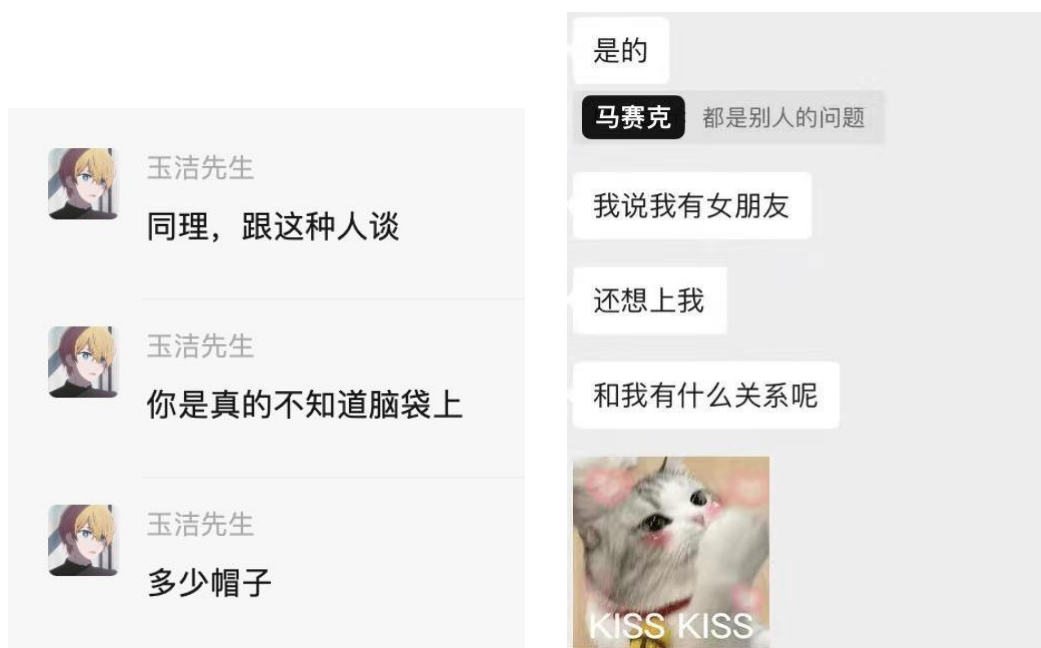 玉洁先生
同理，跟这种人谈
玉洁先生
你是真的不知道脑袋上
玉洁先生
多少帽子
是的
马赛克 都是别人的问题
我说我有女朋友
还想上我
和我有什么关系呢
KISS KISS